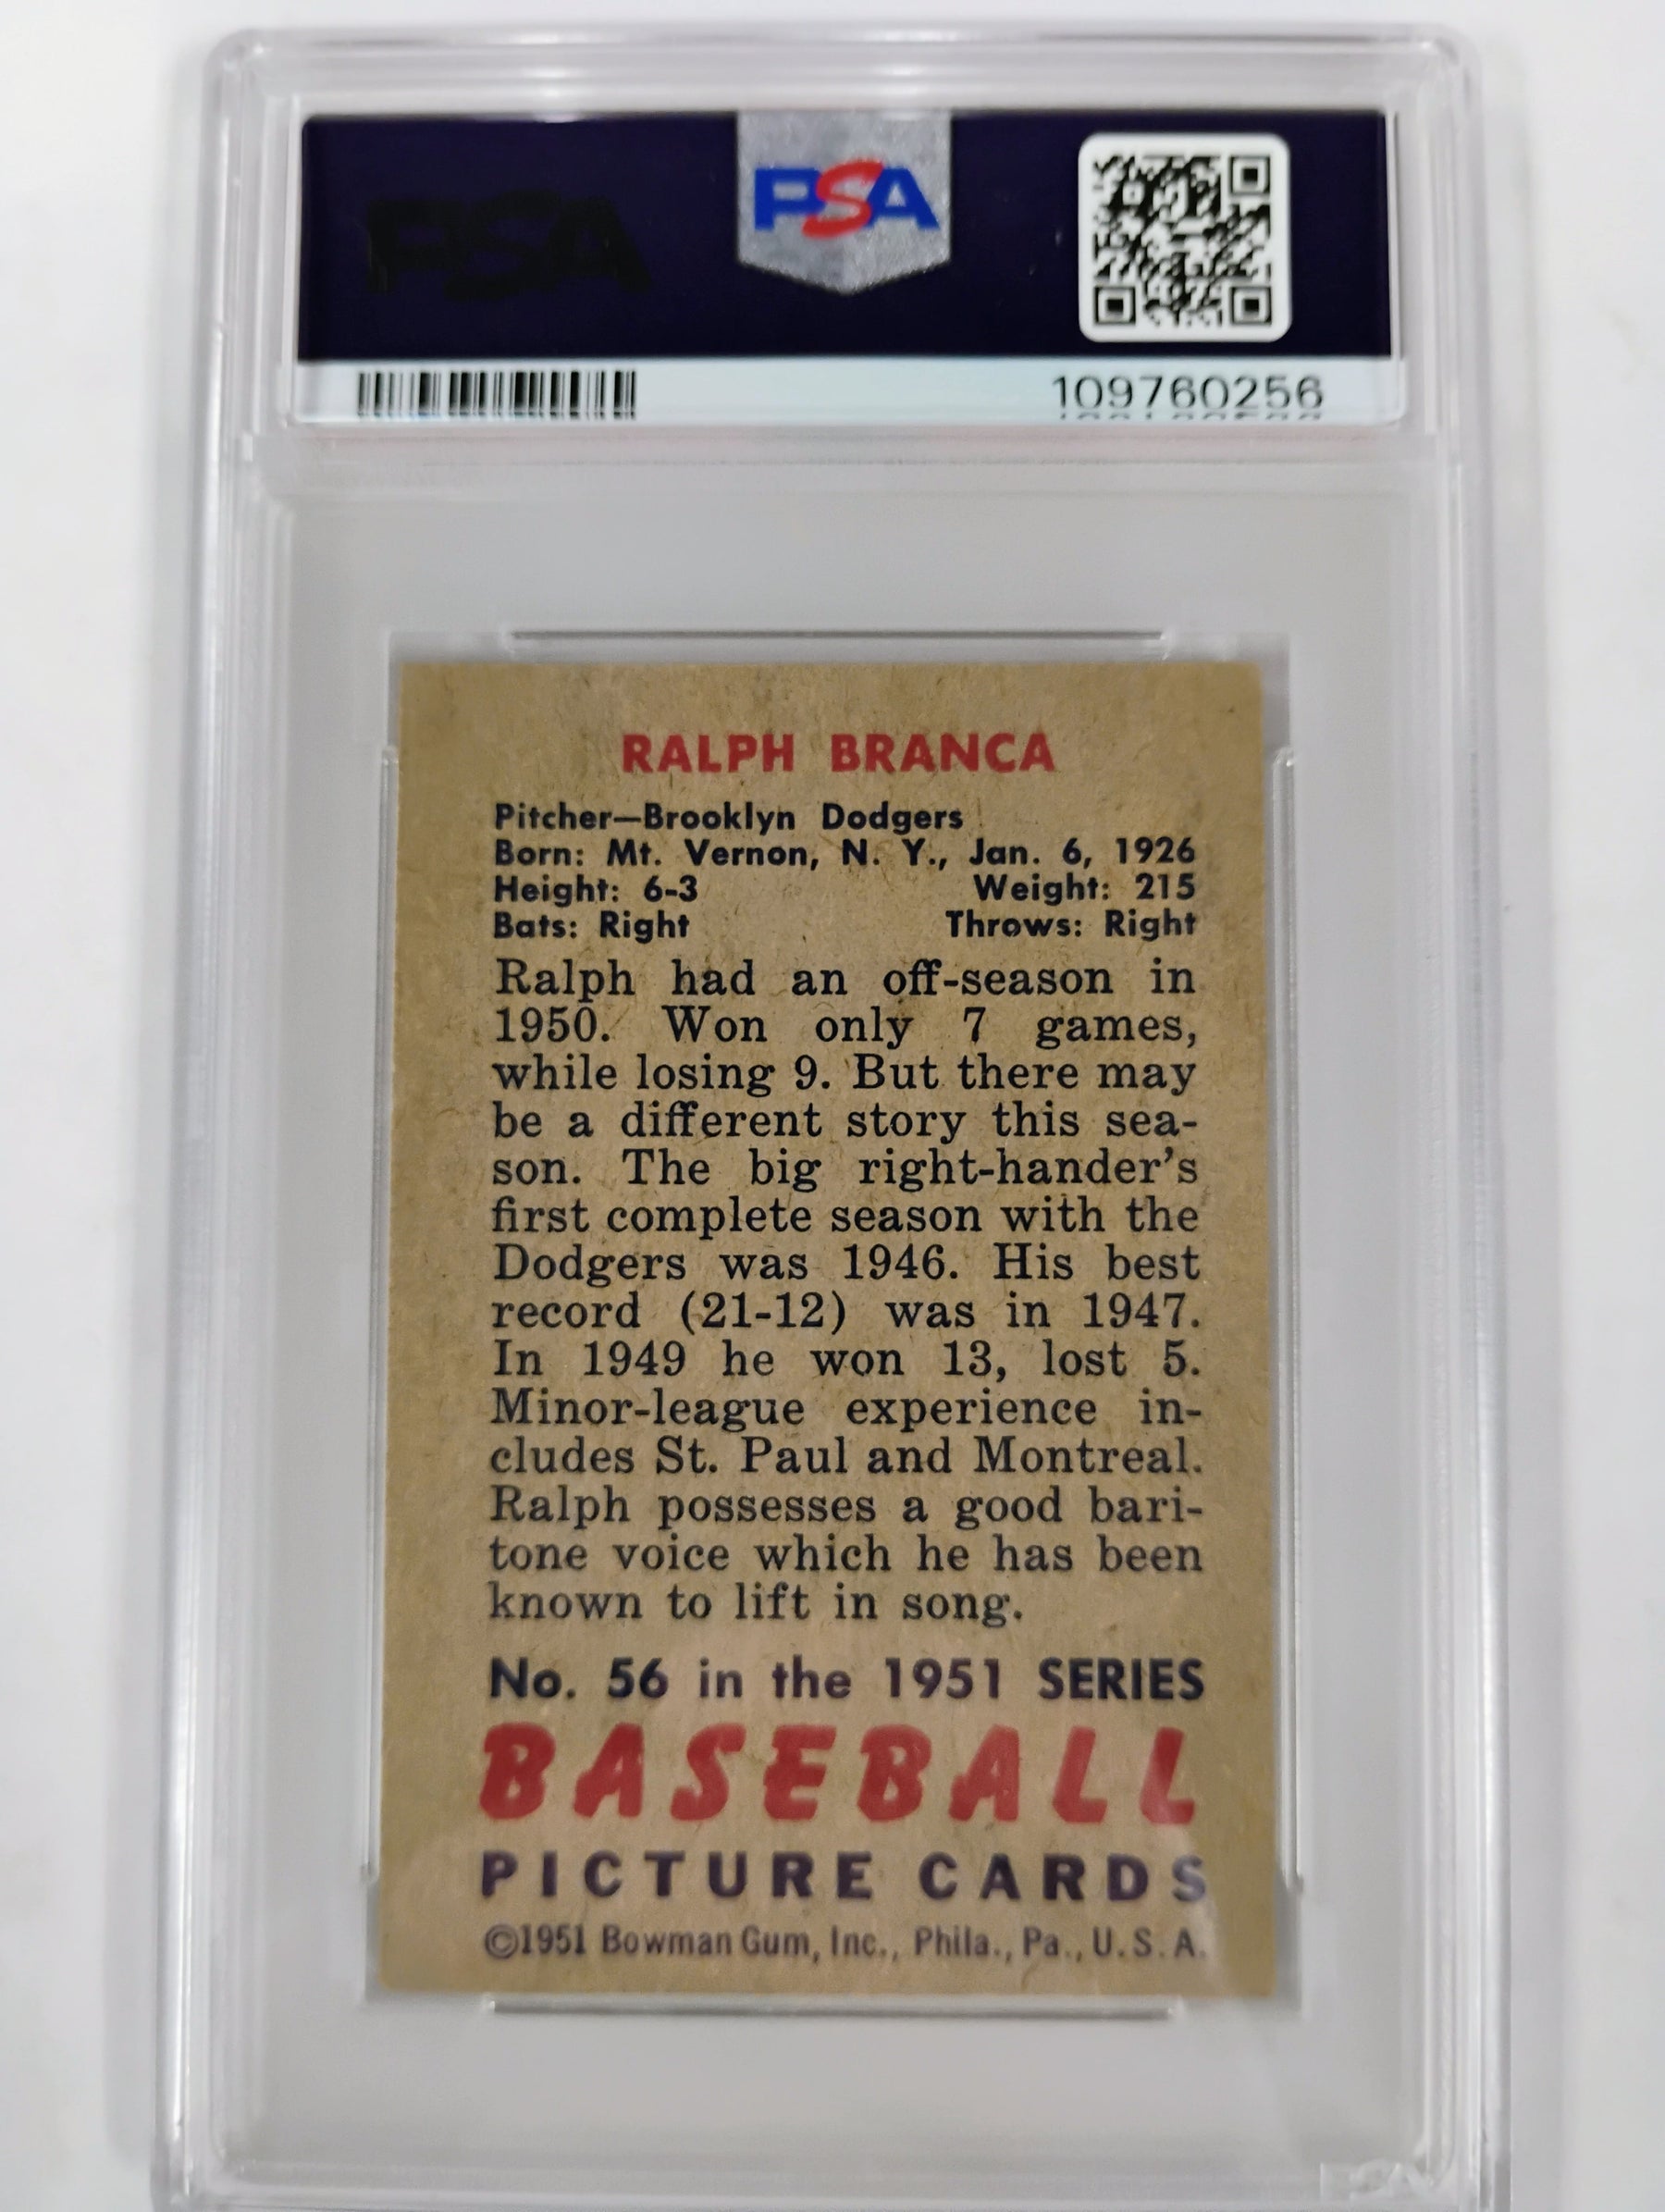 PSA
PSA
109760256
RALPH BRANCA
Pitcher—Brooklyn Dodgers
Born: Mt. Vernon, N. Y., Jan. 6, 1926
Height: 6-3 Weight: 215
Bats: Right Throws: Right
Ralph had an off-season in
1950. Won only 7 games,
while losing 9. But there may
be a different story this sea-
son. The big right-hander's
first complete season with the
Dodgers was 1946. His best
record (21-12) was in 1947.
In 1949 he won 13, lost 5.
Minor-league experience in-
cludes St. Paul and Montreal.
Ralph possesses a good bari-
tone voice which he has been
known to lift in song.
No. 56 in the 1951 SERIES
BASEBALL
PICTURE CARDS
©1951 Bowman Gum, Inc., Phila., Pa., U.S.A.
PSA